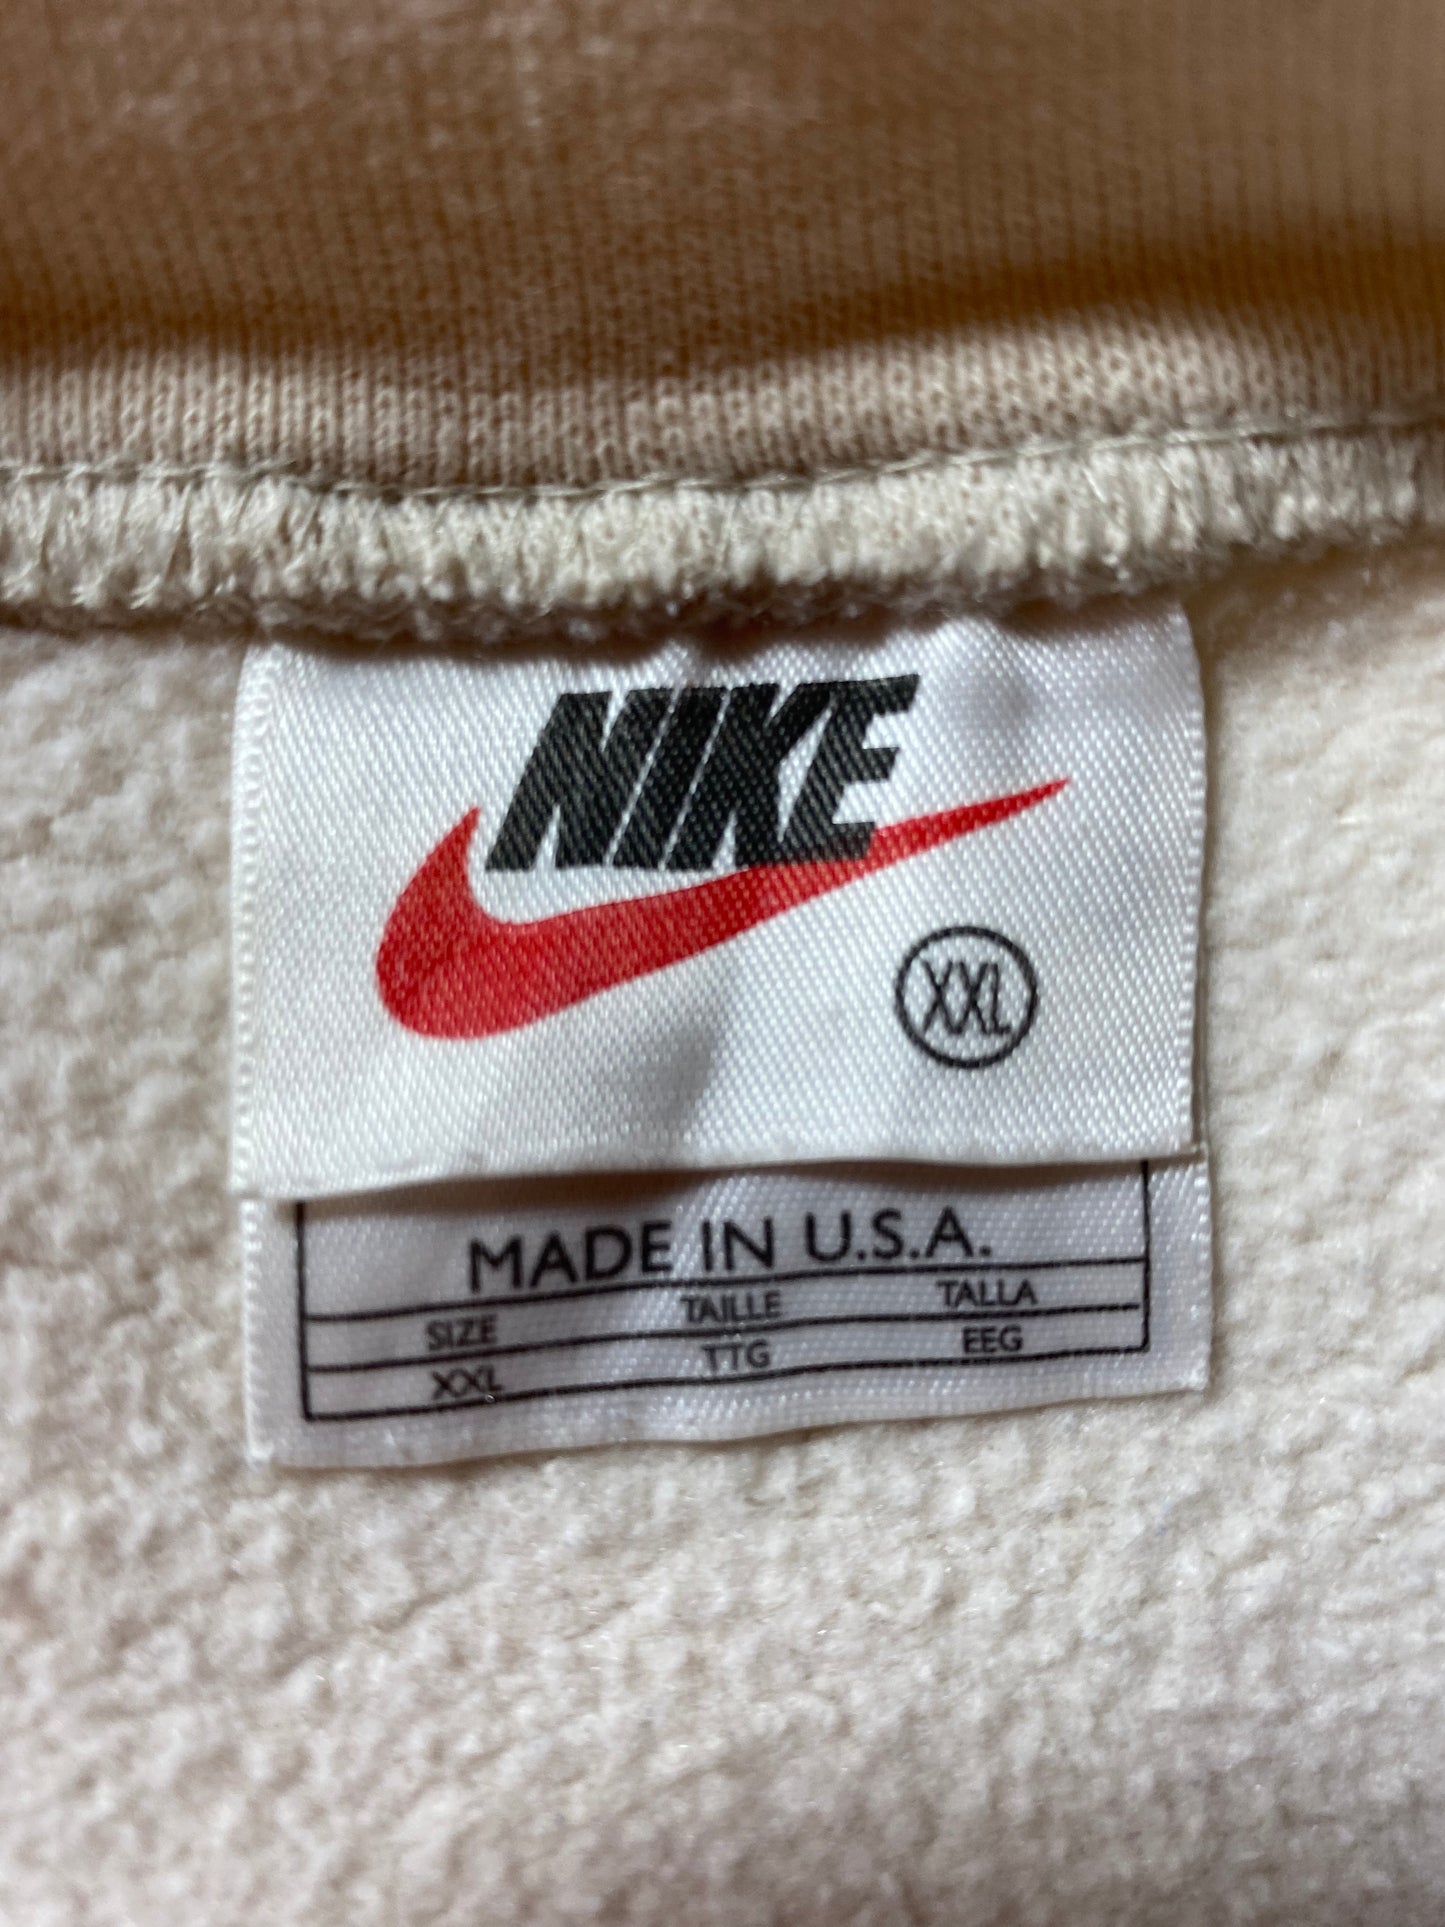 NIKE
XXL
MADE IN U.S.A.
SIZE TAILLE TALLA
XXL TTG EEG